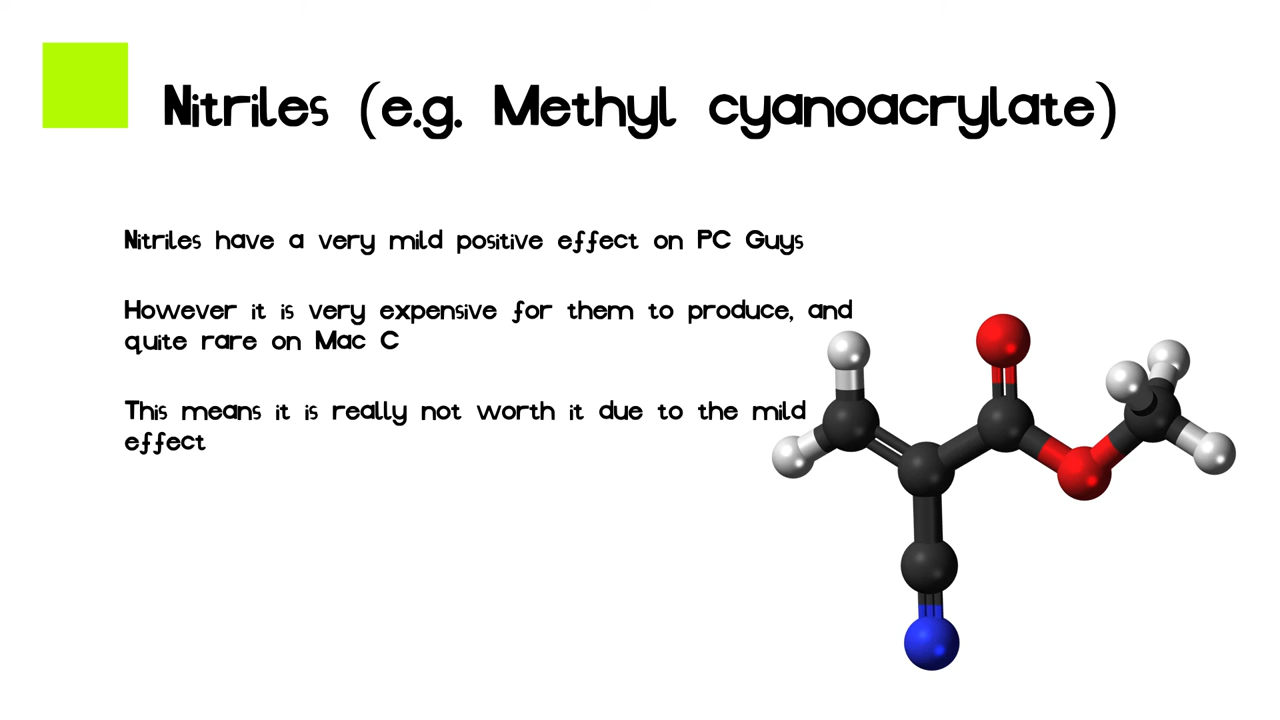 Nitriles (e.g. Methyl cyanoacrylate)
Nitriles have a very mild positive effect on PC Guys
However it is very expensive for them to produce, and
quite rare on Mac C
This means it is really not worth it due to the mild
effect